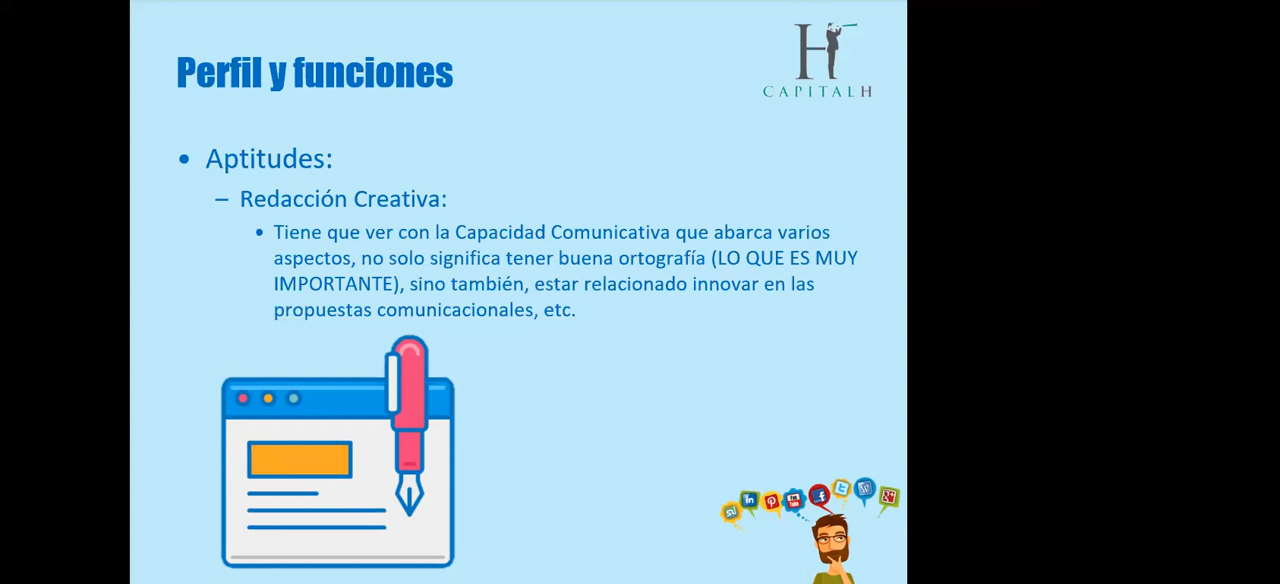 Perfil y funciones
CAPITALH
• Aptitudes:
– Redacción Creativa:
• Tiene que ver con la Capacidad Comunicativa que abarca varios
aspectos, no solo significa tener buena ortografía (LO QUE ES MUY
IMPORTANTE), sino también, estar relacionado innovar en las
propuestas comunicacionales, etc.